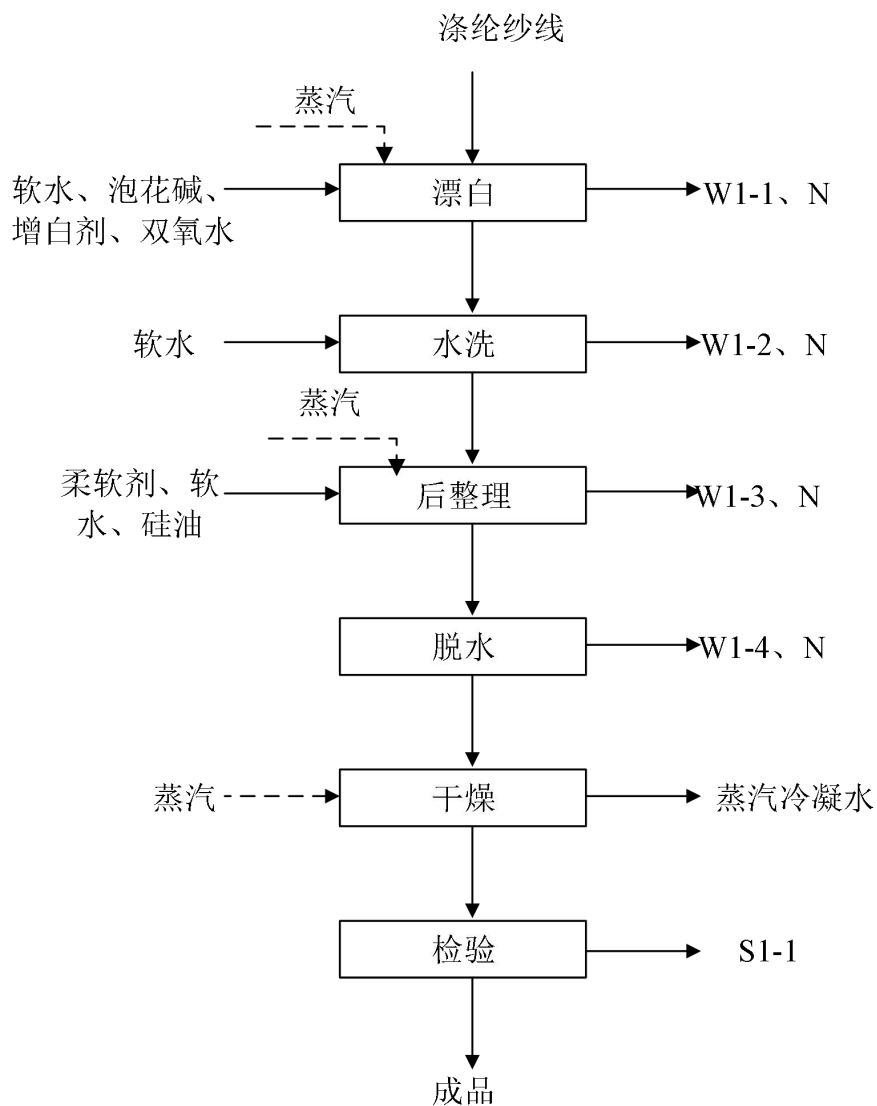 涤纶纱线
蒸汽
软水、泡花碱、
增白剂、双氧水
漂白
W1-1、N
软水
水洗
W1-2、N
蒸汽
柔软剂、软
水、硅油
后整理
W1-3、N
脱水
W1-4、N
蒸汽
干燥
蒸汽冷凝水
检验
S1-1
成品